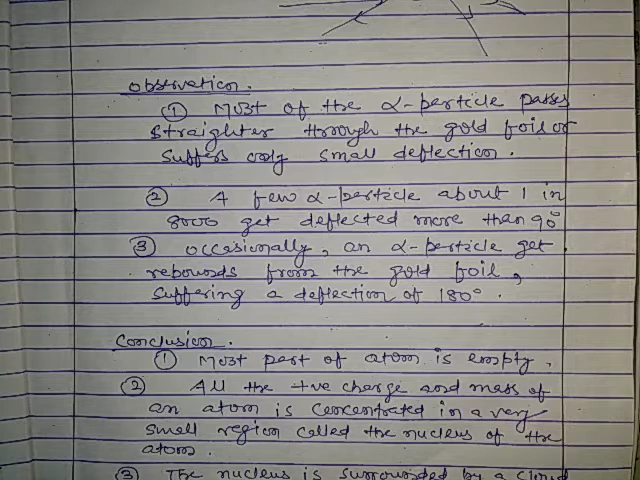 Observation.
① Most of the α-particle passes
straighter through the gold foil or
suffers only small deflection.
② A few α-particle about 1 in
8000 get deflected more than 90°
③ Occasionally, an α-particle get
rebounds from the gold foil,
suffering a deflection of 180°.
Conclusion.
① Most part of atom is empty.
② All the +ve charge and mass of
an atom is concentrated in a very
small region called the nucleus of the
atom.
③ The nucleus is surrounded by a cloud